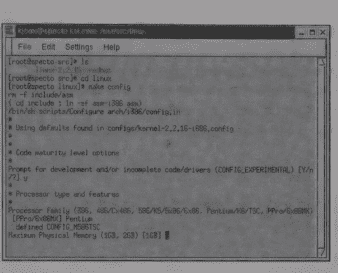 File Edit Settings Help
[root@specto src]# ls
[root@specto src]# cd linux
[root@specto linux]# make config
rm -f include/asm
( cd include ; ln -sf asm-i386 asm)
/bin/sh scripts/Configure arch/i386/config.in
#
# Using defaults found in configs/kernel-2.2.16-i386.config
#
*
* Code maturity level options
*
Prompt for development and/or incomplete code/drivers (CONFIG_EXPERIMENTAL) [Y/n
/?] y
*
* Processor type and features
*
Processor family (386, 486/Cx486, 586/K5/5x86/6x86, Pentium/K6/TSC, PPro/6x86MX)
[PPro/6x86MX] Pentium
defined CONFIG_M586TSC
Maximum Physical Memory (1GB, 2GB) [1GB]